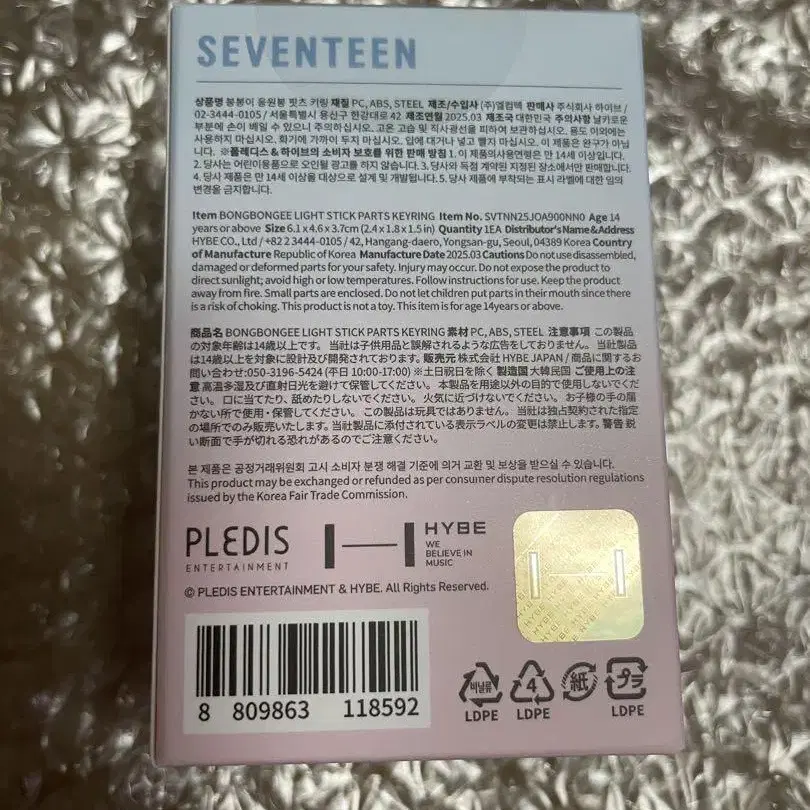 SEVENTEEN
상품명 봉봉이 응원봉 팟츠 키링 재질 PC, ABS, STEEL 제조/수입사 (주)엘컴텍 판매사 주식회사 하이브 /
02-3444-0105 / 서울특별시 용산구 한강대로 42 제조연월 2025.03 제조국 대한민국 주의사항 날카로운
부분에 손이 베일 수 있으니 주의하십시오. 고온 고습 및 직사광선을 피하여 보관하십시오. 용도 이외에는
사용하지 마십시오. 화기에 가까이 두지 마십시오. 입에 대거나 넣고 빨지 마십시오. 이 제품은 완구가 아닙
니다. ※플레디스 & 하이브의 소비자 보호를 위한 판매 방침 1. 이 제품의사용연령은 만 14세 이상입니다.
2. 당사는 어린이용품으로 오인될 광고를 하지 않습니다. 3. 당사와 독점 계약된 지정된 장소에서만 판매합니다.
4. 당사 제품은 만 14세 이상을 대상으로 설계 및 개발됩니다. 5. 당사 제품에 부착되는 표시 라벨에 대한 임의
변경을 금지합니다.
Item BONGBONGEE LIGHT STICK PARTS KEYRING Item No. SVTNN25JOA900NN0 Age 14
years or above Size 6.1 x 4.6 x 3.7cm (2.4 x 1.8 x 1.5 in) Quantity 1EA Distributor's Name & Address
HYBE CO., Ltd / +82 2 3444-0105 / 42, Hangang-daero, Yongsan-gu, Seoul, 04389 Korea Country
of Manufacture Republic of Korea Manufacture Date 2025.03 Cautions Do not use disassembled,
damaged or deformed parts for your safety. Injury may occur. Do not expose the product to
direct sunlight; avoid high or low temperatures. Follow instructions for use. Keep the product
away from fire. Small parts are enclosed. Do not let children put parts in their mouth since there
is a risk of choking. This product is not a toy. This item is for age 14years or above.
商品名 BONGBONGEE LIGHT STICK PARTS KEYRING 素材 PC, ABS, STEEL 注意事項 この製品
の対象年齢は14歳以上です。 当社は子供用品と誤解されるような広告をしておりません。 当社製品
は14歳以上を対象に設計及び開発されております。 販売元 株式会社 HYBE JAPAN / 商品に関するお
問い合わせ:050-3196-5424 (平日 10:00-17:00) ※土日祝日を除く 製造国 大韓民国 ご使用上の注
意 高温多湿及び直射日光を避けて保管してください。 本製品を用途以外の目的で使用しないでくだ
さい。 口に当てたり、舐めたりしないでください。 火気に近づけないでください。 お子様の手の届
かない所で使用・保管してください。 この製品は玩具ではありません。 当社は独占契約された指定
の場所でのみ販売いたします。当社製品に添付されている表示ラベルの変更は禁止します。警告 鋭
い断面で手が切れる恐れがあるのでご注意ください。
본 제품은 공정거래위원회 고시 소비자 분쟁 해결 기준에 의거 교환 및 보상을 받으실 수 있습니다.
This product may be exchanged or refunded as per consumer dispute resolution regulations
issued by the Korea Fair Trade Commission.
PLEDIS
ENTERTAINMENT
HYBE
WE
BELIEVE IN
MUSIC
© PLEDIS ENTERTAINMENT & HYBE. All Rights Reserved.
HYBE
8 809863 118592
비닐류
LDPE
4
LDPE
紙
プラ
LDPE